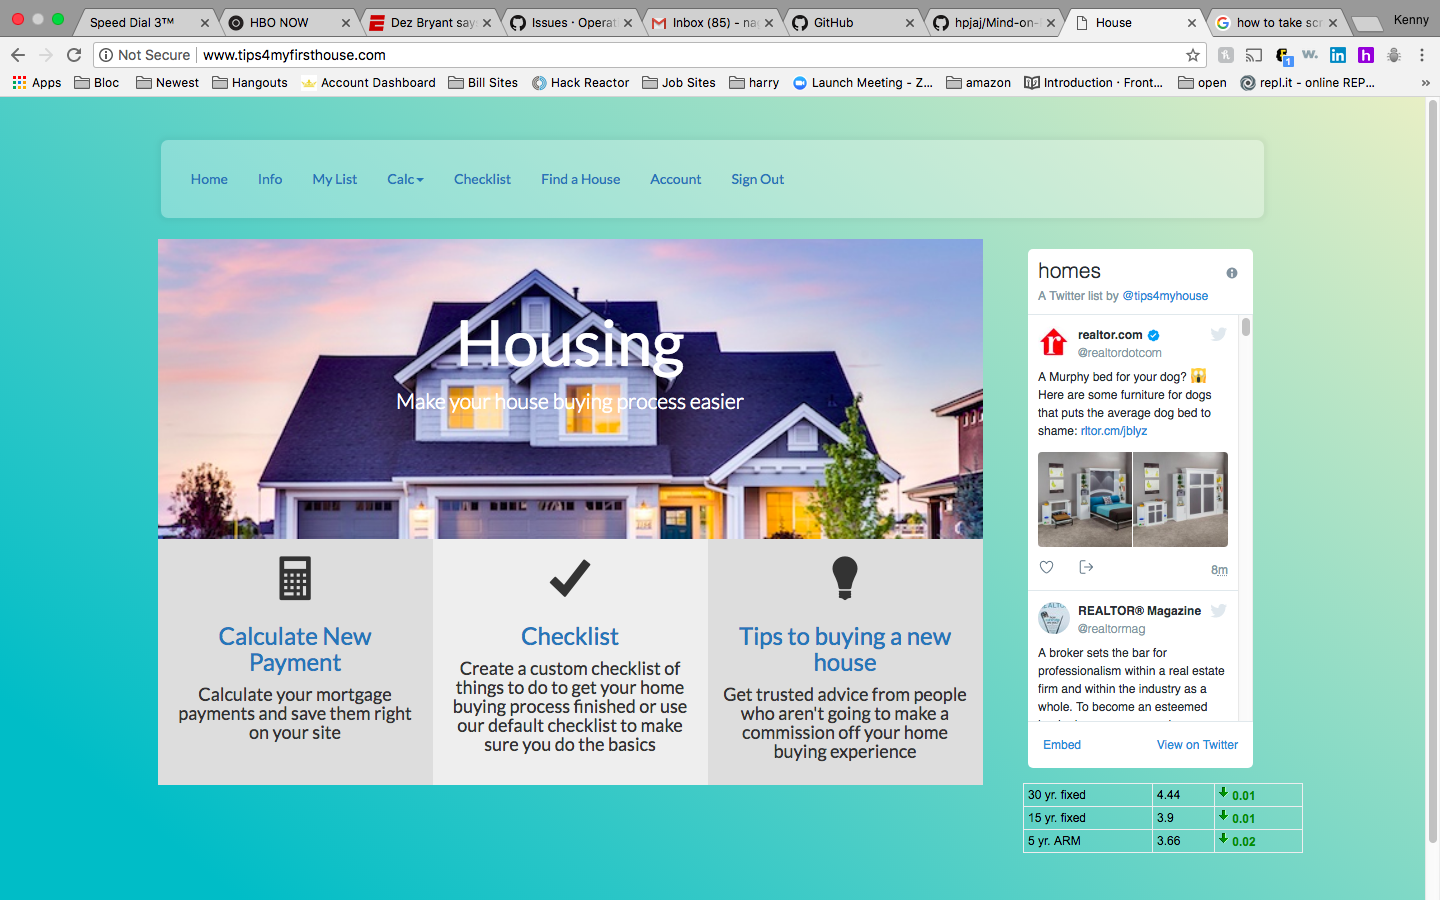 Speed Dial 3™
HBO NOW
Dez Bryant say
Issues · Operat
Inbox (85) - na
GitHub
hpjaj/Mind-on-
House
how to take scr
Kenny
Not Secure
www.tips4myfirsthouse.com
1
Apps
Bloc
Newest
Hangouts
Account Dashboard
Bill Sites
Hack Reactor
Job Sites
harry
Launch Meeting - Z...
amazon
Introduction · Front...
open
repl.it - online REP...
»
Home
Info
My List
Calc
Checklist
Find a House
Account
Sign Out
Housing
Make your house buying process easier
Calculate New
Payment
Calculate your mortgage
payments and save them right
on your site
Checklist
Create a custom checklist of
things to do to get your home
buying process finished or use
our default checklist to make
sure you do the basics
Tips to buying a new
house
Get trusted advice from people
who aren't going to make a
commission off your home
buying experience
homes
A Twitter list by @tips4myhouse
realtor.com
@realtordotcom
A Murphy bed for your dog? 🙀
Here are some furniture for dogs
that puts the average dog bed to
shame: rltor.cm/jblyz
8m
REALTOR® Magazine
@realtormag
A broker sets the bar for
professionalism within a real estate
firm and within the industry as a
whole. To become an esteemed
Embed
View on Twitter
30 yr. fixed 4.44 0.01
15 yr. fixed 3.9 0.01
5 yr. ARM 3.66 0.02